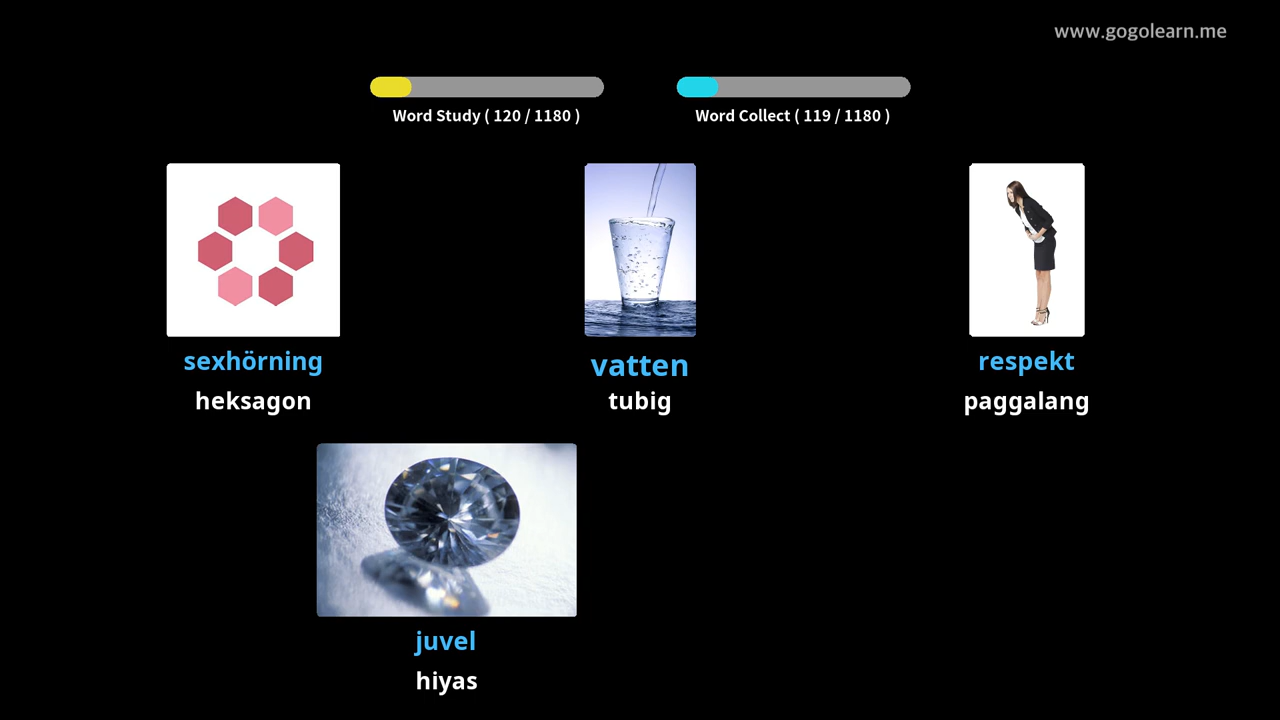 www.gogolearn.me
Word Study ( 120 / 1180 )
Word Collect ( 119 / 1180 )
sexhörning
heksagon
vatten
tubig
respekt
paggalang
juvel
hiyas